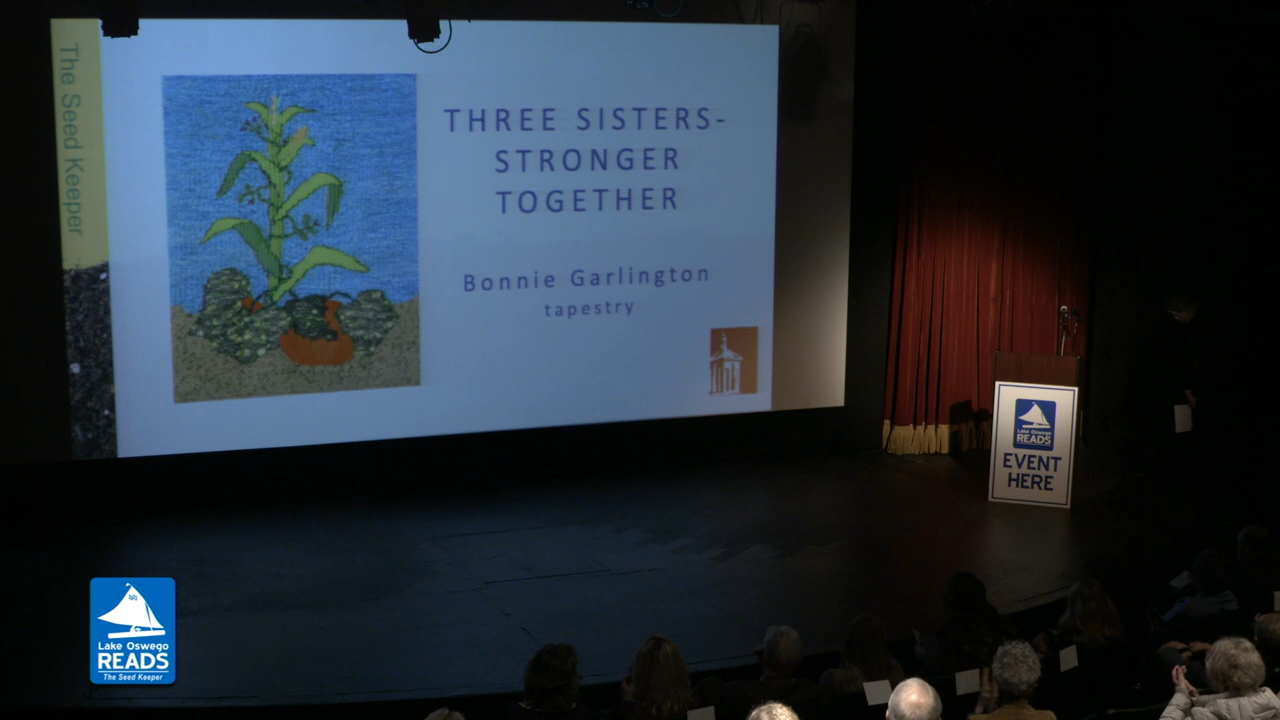 The Seed Keeper
THREE SISTERS-
STRONGER
TOGETHER
Bonnie Garlington
tapestry
Lake Oswego
READS
EVENT
HERE
Lake Oswego
READS
The Seed Keeper